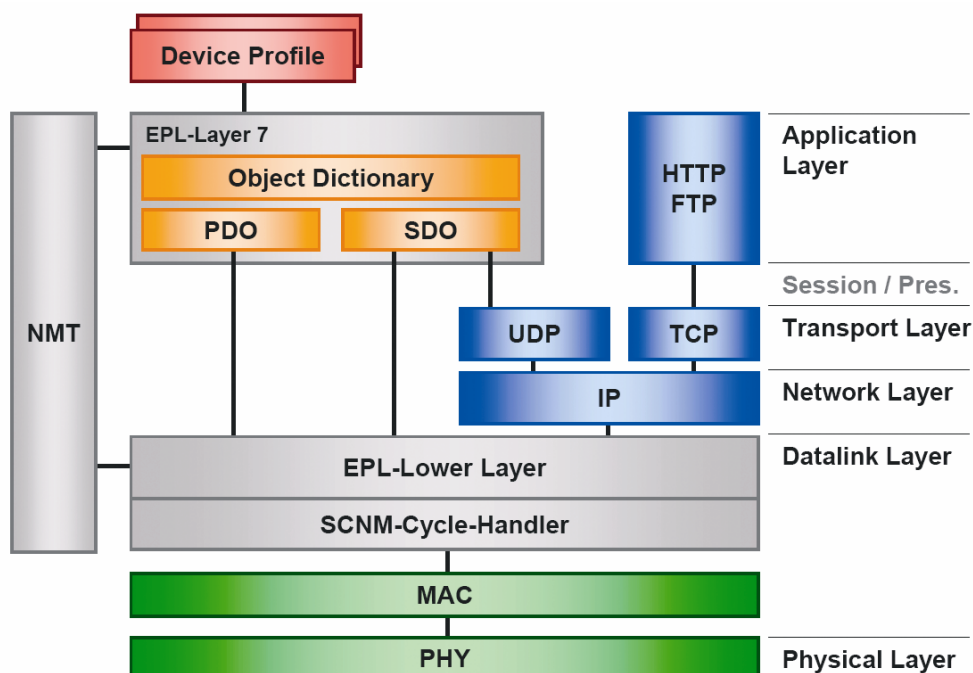 Device Profile
EPL-Layer 7
Object Dictionary
PDO
SDO
HTTP
FTP
Application
Layer
Session / Pres.
NMT
UDP
TCP
Transport Layer
IP
Network Layer
EPL-Lower Layer
Datalink Layer
SCNM-Cycle-Handler
MAC
PHY
Physical Layer